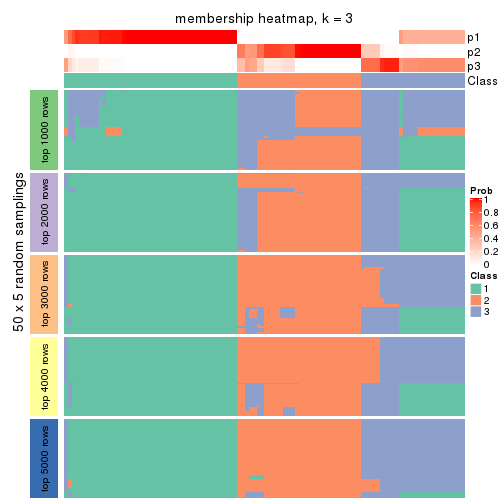 membership heatmap, k = 3
p1
p2
p3
Class
50 x 5 random samplings
top 1000 rows
top 2000 rows
top 3000 rows
top 4000 rows
top 5000 rows
Prob
1
0.8
0.6
0.4
0.2
0
Class
1
2
3